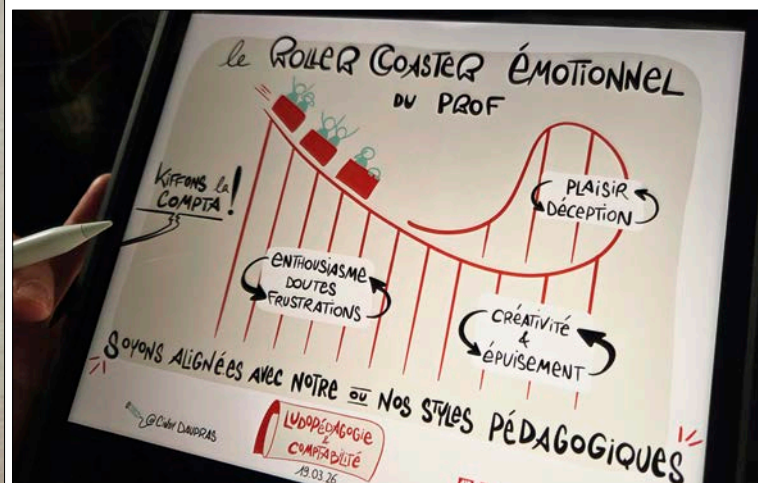 le ROLLER COASTER ÉMOTIONNEL
DU PROF
KIFFONS la
COMPTA !
PLAISIR
DÉCEPTION
ENTHOUSIASME
DOUTES
FRUSTRATIONS
CRÉATIVITÉ
&
ÉPUISEMENT
SOYONS ALIGNÉES AVEC NOTRE OU NOS STYLES PÉDAGOGIQUES
LUDOPÉDAGOGIE
&
COMPTABILITÉ
19.03.26